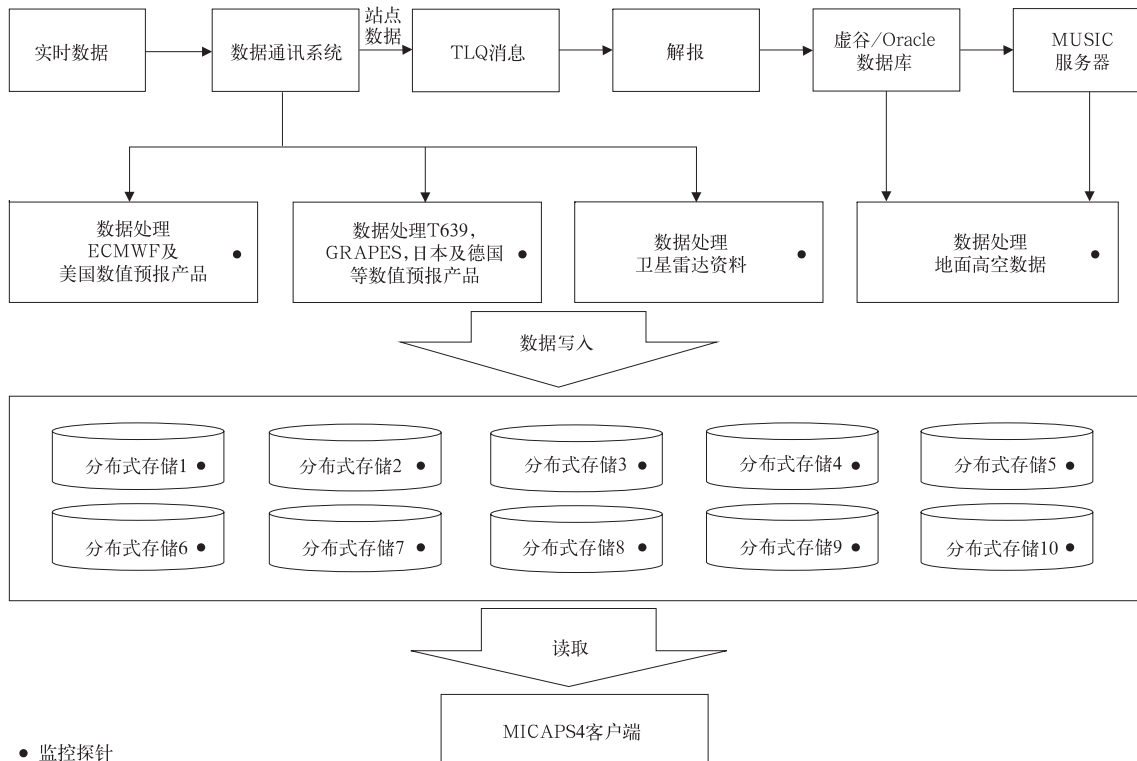 实时数据
数据通讯系统
站点
数据
TLQ消息
解报
虚谷/Oracle
数据库
MUSIC
服务器
数据处理
ECMWF及
美国数值预报产品
数据处理T639,
GRAPES,日本及德国
等数值预报产品
数据处理
卫星雷达资料
数据处理
地面高空数据
数据写入
分布式存储1
分布式存储2
分布式存储3
分布式存储4
分布式存储5
分布式存储6
分布式存储7
分布式存储8
分布式存储9
分布式存储10
读取
MICAPS4客户端
监控探针